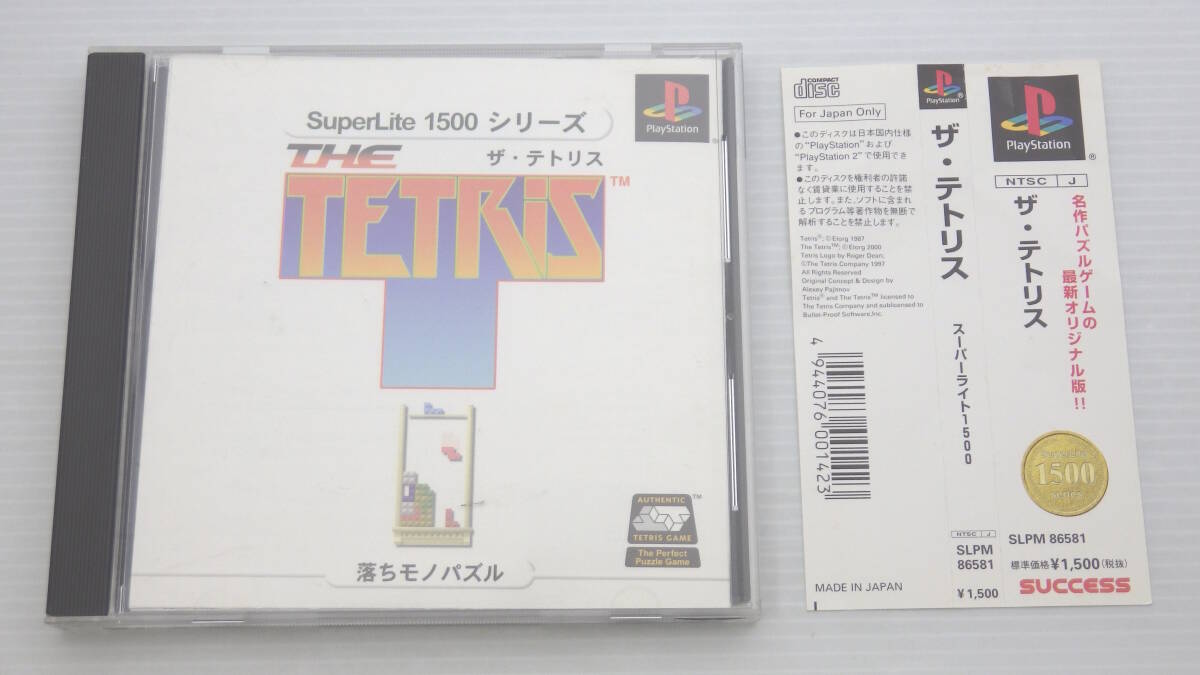 SuperLite 1500 シリーズ
PlayStation
THE
ザ・テトリス
TETRiS™
AUTHENTIC
TETRIS GAME
™
The Perfect
Puzzle Game
落ちモノパズル
COMPACT
disc
For Japan Only
●このディスクは日本国内仕様
の"PlayStation"および
"PlayStation 2"で使用でき
ます。
●このディスクを権利者の許諾
なく賃貸業に使用することを禁
止します。また、ソフトに含まれ
るプログラム等著作物を無断で
解析することを禁止します。
Tetris®; ©Elorg 1987
The Tetris™; ©Elorg 2000
Tetris Logo by Roger Dean;
©The Tetris Company 1997
All Rights Reserved
Original Concept & Design by
Alexey Pajitnov
Tetris® and The Tetris™ licensed to
The Tetris Company and sublicensed to
Bullet-Proof Software,Inc.
4 944076 001423
MADE IN JAPAN
PlayStation®
ザ・テトリス
スーパーライト1500
NTSC J
SLPM
86581
¥1,500
PlayStation
®
NTSC J
名作パズルゲームの
最新オリジナル版!!
ザ・テトリス
1500
series
SLPM 86581
標準価格¥1,500(税抜)
SUCCESS